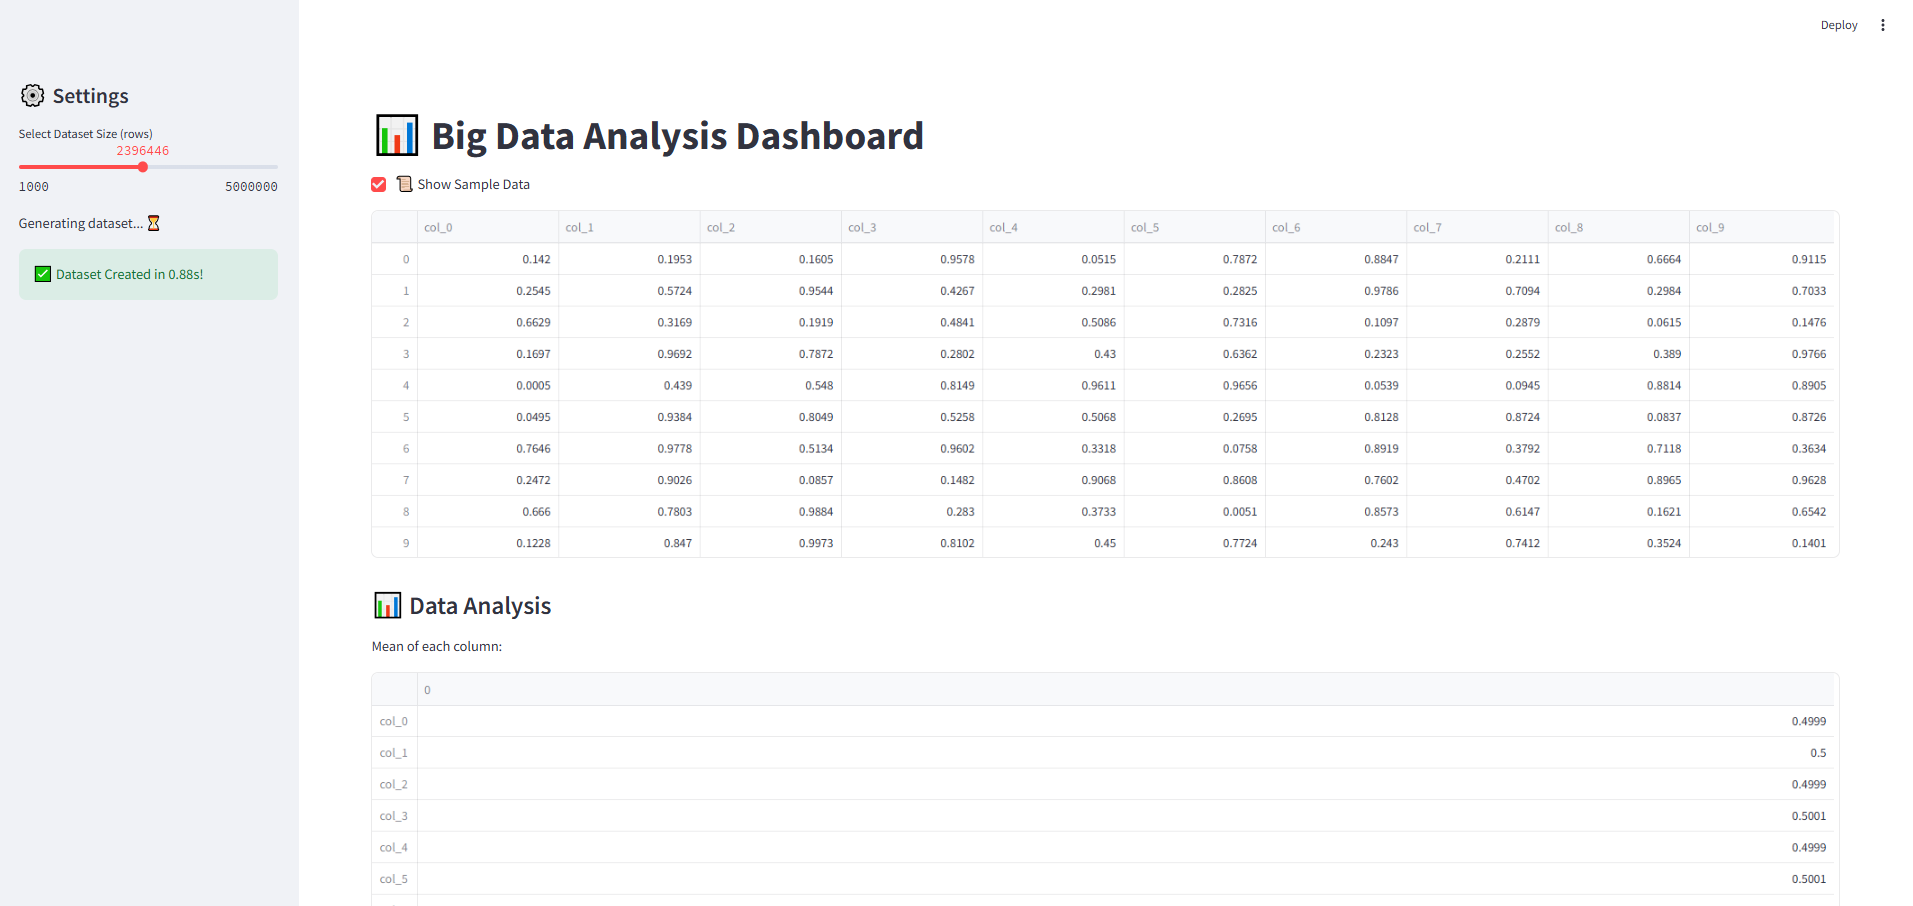 Deploy
Settings
Select Dataset Size (rows)
2396446
1000 5000000
Generating dataset...
Dataset Created in 0.88s!
Big Data Analysis Dashboard
Show Sample Data
col_0 col_1 col_2 col_3 col_4 col_5 col_6 col_7 col_8 col_9
0 0.142 0.1953 0.1605 0.9578 0.0515 0.7872 0.8847 0.2111 0.6664 0.9115
1 0.2545 0.5724 0.9544 0.4267 0.2981 0.2825 0.9786 0.7094 0.2984 0.7033
2 0.6629 0.3169 0.1919 0.4841 0.5086 0.7316 0.1097 0.2879 0.0615 0.1476
3 0.1697 0.9692 0.7872 0.2802 0.43 0.6362 0.2323 0.2552 0.389 0.9766
4 0.0005 0.439 0.548 0.8149 0.9611 0.9656 0.0539 0.0945 0.8814 0.8905
5 0.0495 0.9384 0.8049 0.5258 0.5068 0.2695 0.8128 0.8724 0.0837 0.8726
6 0.7646 0.9778 0.5134 0.9602 0.3318 0.0758 0.8919 0.3792 0.7118 0.3634
7 0.2472 0.9026 0.0857 0.1482 0.9068 0.8608 0.7602 0.4702 0.8965 0.9628
8 0.666 0.7803 0.9884 0.283 0.3733 0.0051 0.8573 0.6147 0.1621 0.6542
9 0.1228 0.847 0.9973 0.8102 0.45 0.7724 0.243 0.7412 0.3524 0.1401
Data Analysis
Mean of each column:
0
col_0 0.4999
col_1 0.5
col_2 0.4999
col_3 0.5001
col_4 0.4999
col_5 0.5001